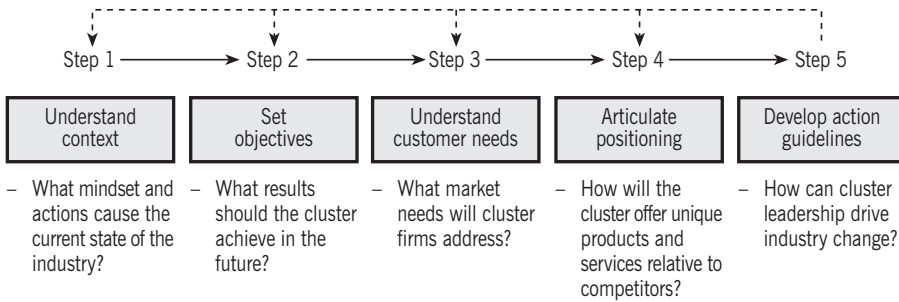 Step 1
Step 2
Step 3
Step 4
Step 5
Understand
context
Set
objectives
Understand
customer needs
Articulate
positioning
Develop action
guidelines
– What mindset and
actions cause the
current state of the
industry?
– What results
should the cluster
achieve in the
future?
– What market
needs will cluster
firms address?
– How will the
cluster offer unique
products and
services relative to
competitors?
– How can cluster
leadership drive
industry change?